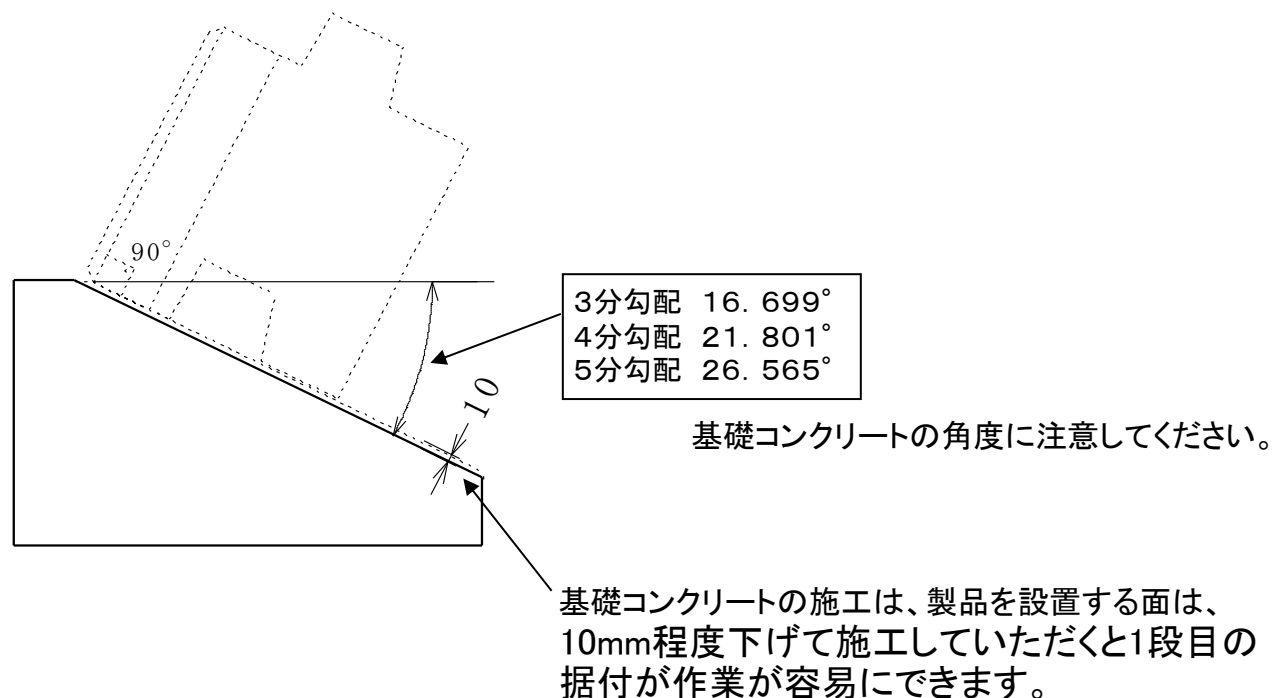 90°
3分勾配 16.699°
4分勾配 21.801°
5分勾配 26.565°
10
基礎コンクリートの角度に注意してください。
基礎コンクリートの施工は、製品を設置する面は、
10mm程度下げて施工していただくと1段目の
据付が作業が容易にできます。